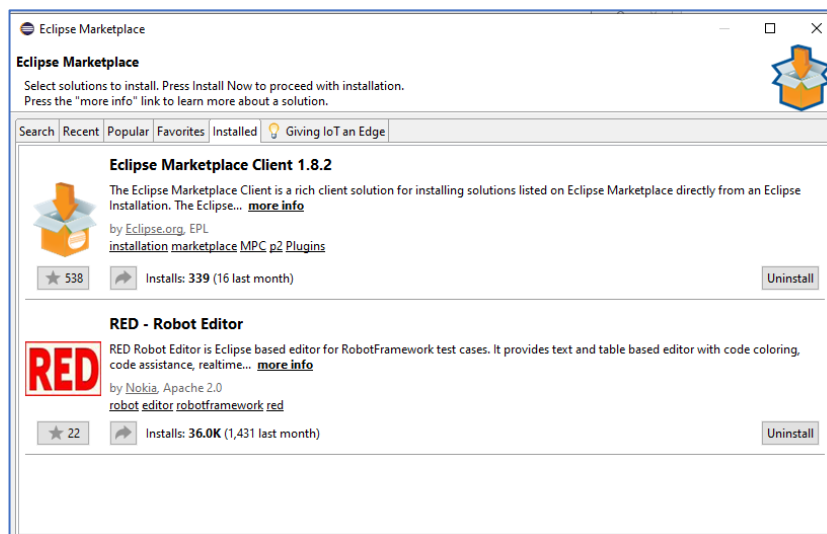 Eclipse Marketplace
Eclipse Marketplace
Select solutions to install. Press Install Now to proceed with installation.
Press the "more info" link to learn more about a solution.
Search Recent Popular Favorites Installed Giving IoT an Edge
Eclipse Marketplace Client 1.8.2
The Eclipse Marketplace Client is a rich client solution for installing solutions listed on Eclipse Marketplace directly from an Eclipse
Installation. The Eclipse... more info
by Eclipse.org, EPL
installation marketplace MPC p2 Plugins
538 Installs: 339 (16 last month) Uninstall
RED - Robot Editor
RED
RED Robot Editor is Eclipse based editor for RobotFramework test cases. It provides text and table based editor with code coloring,
code assistance, realtime... more info
by Nokia, Apache 2.0
robot editor robotframework red
22 Installs: 36.0K (1,431 last month) Uninstall